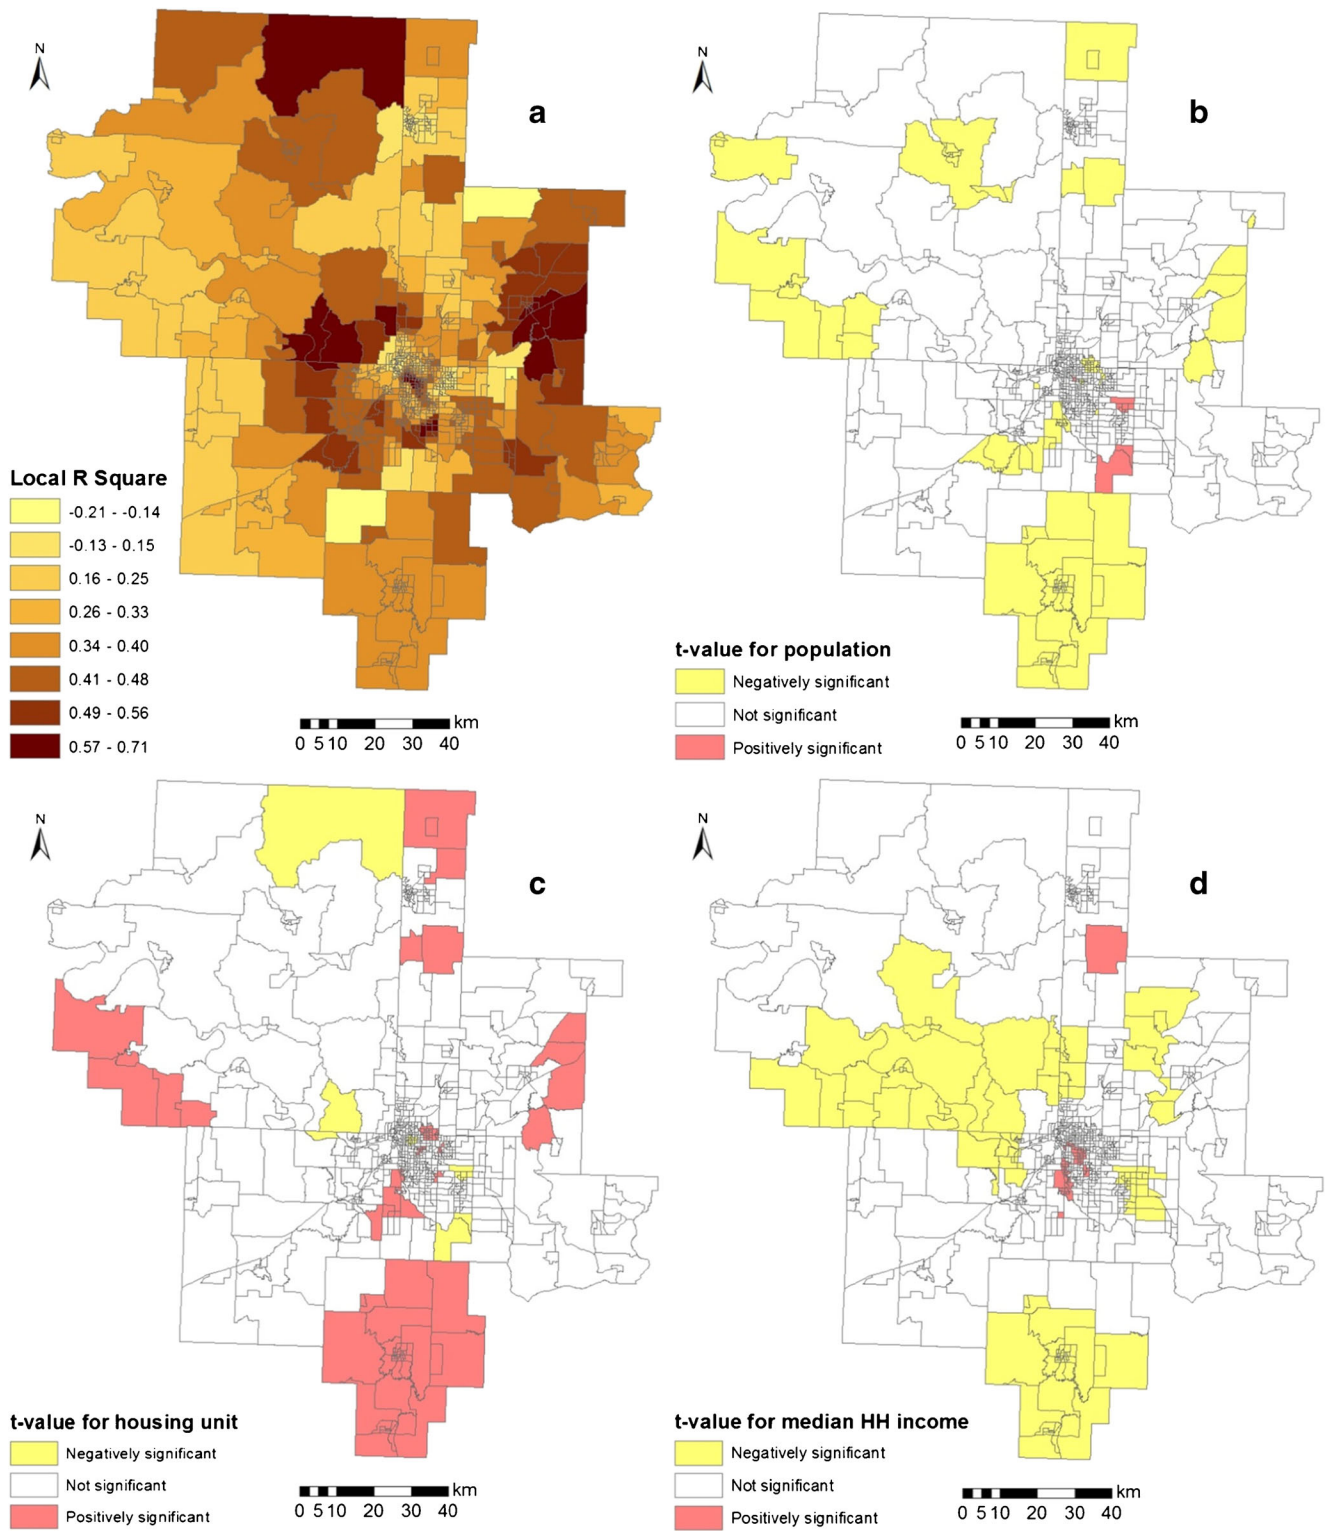 N
a
Local R Square
-0.21 - -0.14
-0.13 - 0.15
0.16 - 0.25
0.26 - 0.33
0.34 - 0.40
0.41 - 0.48
0.49 - 0.56
0.57 - 0.71
km
0 5 10 20 30 40
N
b
t-value for population
Negatively significant
Not significant
Positively significant
km
0 5 10 20 30 40
N
c
t-value for housing unit
Negatively significant
Not significant
Positively significant
km
0 5 10 20 30 40
N
d
t-value for median HH income
Negatively significant
Not significant
Positively significant
km
0 5 10 20 30 40